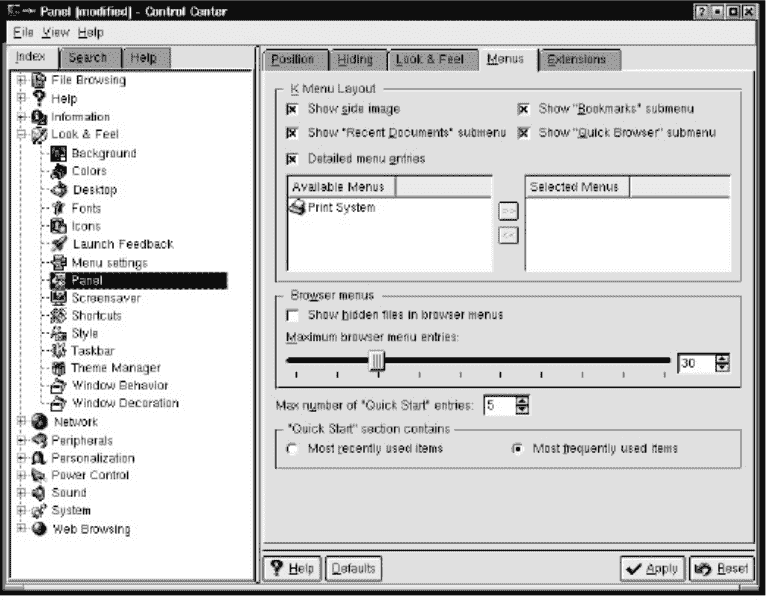 Panel [modified] - Control Center
File View Help
Index Search Help
File Browsing
Help
Information
Look & Feel
Background
Colors
Desktop
Fonts
Icons
Launch Feedback
Menu settings
Panel
Screensaver
Shortcuts
Style
Taskbar
Theme Manager
Window Behavior
Window Decoration
Network
Peripherals
Personalization
Power Control
Sound
System
Web Browsing
Position Hiding Look & Feel Menus Extensions
K Menu Layout
Show side image Show "Bookmarks" submenu
Show "Recent Documents" submenu Show "Quick Browser" submenu
Detailed menu entries
Available Menus Selected Menus
Print System
>>
<<
Browser menus
Show hidden files in browser menus
Maximum browser menu entries:
30
Max number of "Quick Start" entries: 5
"Quick Start" section contains
Most recently used items Most frequently used items
Help Defaults Apply Reset